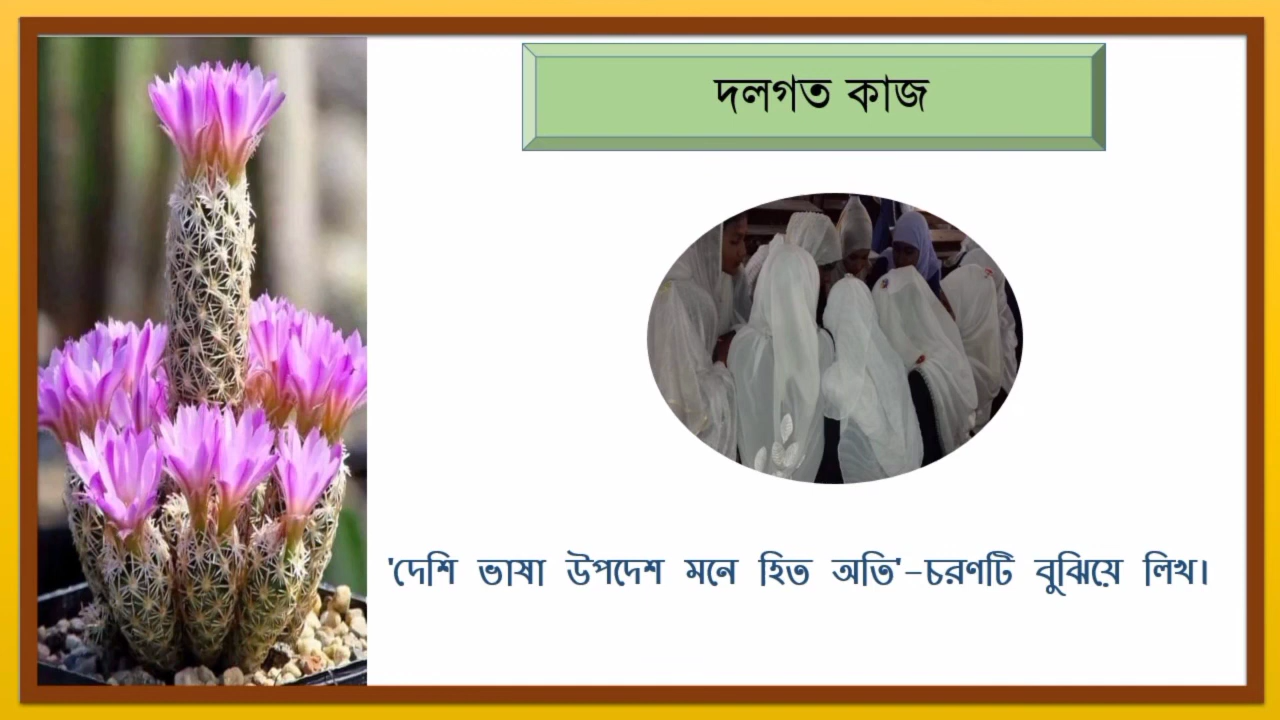 দলগত কাজ
'দেশি ভাষা উপদেশ মনে হিত অতি'-চরণটি বুঝিয়ে লিখ।